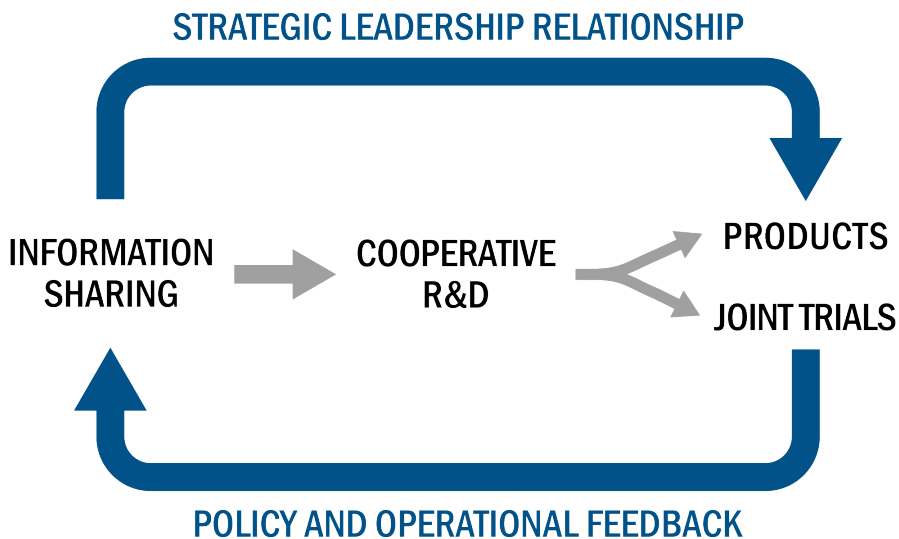 STRATEGIC LEADERSHIP RELATIONSHIP
INFORMATION
SHARING
COOPERATIVE
R&D
PRODUCTS
JOINT TRIALS
POLICY AND OPERATIONAL FEEDBACK